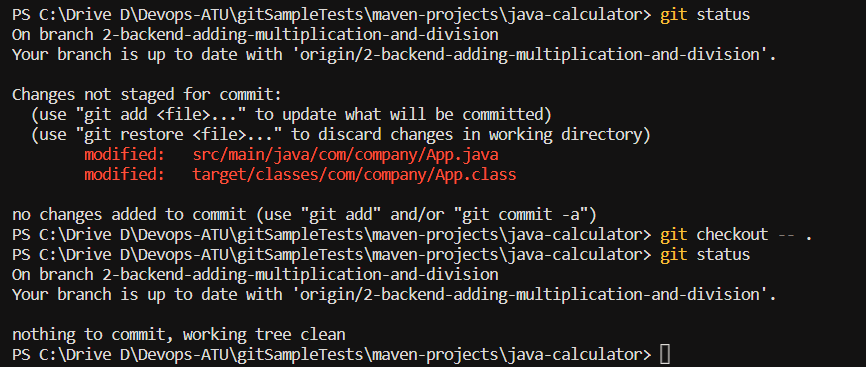 PS C:\Drive D\Devops-ATU\gitSampleTests\maven-projects\java-calculator> git status
On branch 2-backend-adding-multiplication-and-division
Your branch is up to date with 'origin/2-backend-adding-multiplication-and-division'.
Changes not staged for commit:
  (use "git add <file>..." to update what will be committed)
  (use "git restore <file>..." to discard changes in working directory)
        modified:   src/main/java/com/company/App.java
        modified:   target/classes/com/company/App.class
no changes added to commit (use "git add" and/or "git commit -a")
PS C:\Drive D\Devops-ATU\gitSampleTests\maven-projects\java-calculator> git checkout -- .
PS C:\Drive D\Devops-ATU\gitSampleTests\maven-projects\java-calculator> git status
On branch 2-backend-adding-multiplication-and-division
Your branch is up to date with 'origin/2-backend-adding-multiplication-and-division'.
nothing to commit, working tree clean
PS C:\Drive D\Devops-ATU\gitSampleTests\maven-projects\java-calculator>